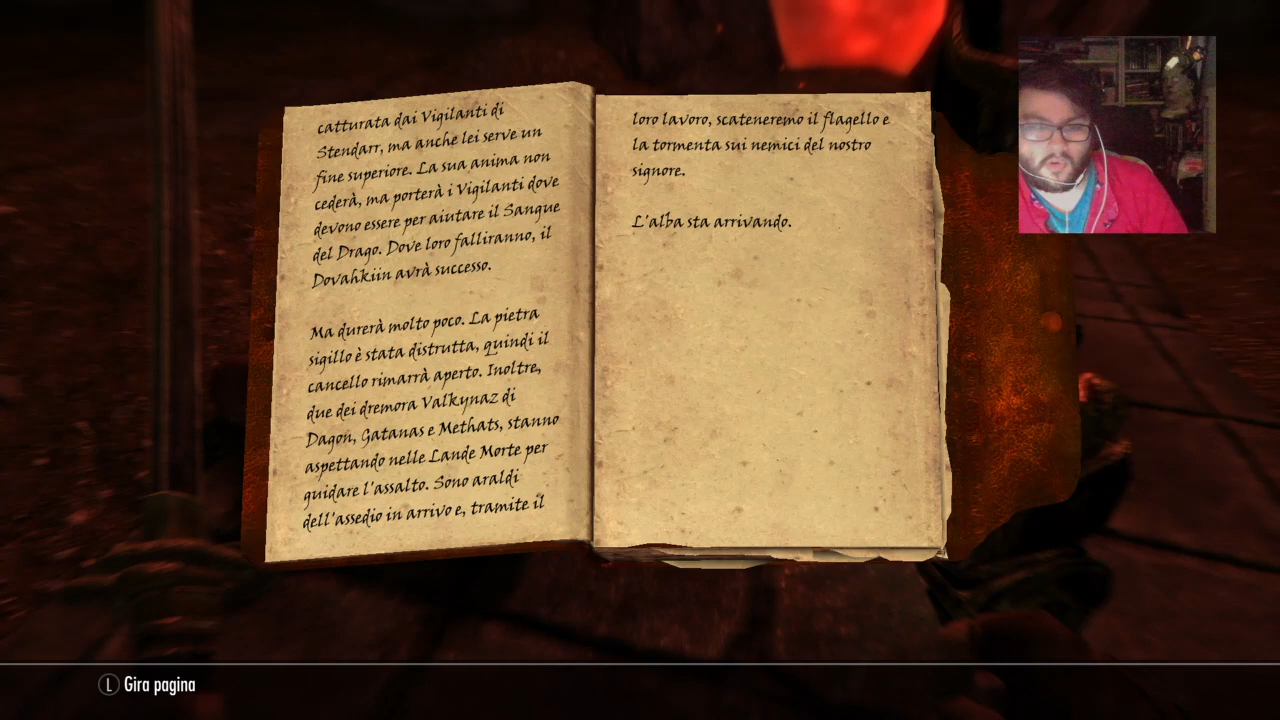 catturata dai Vigilanti di
Stendarr, ma anche lei serve un
fine superiore. La sua anima non
cederà, ma porterà i Vigilanti dove
devono essere per aiutare il Sangue
del Drago. Dove loro falliranno, il
Dovahkiin avrà successo.
Ma durerà molto poco. La pietra
sigillo è stata distrutta, quindi il
cancello rimarrà aperto. Inoltre,
due dei dremora Valkynaz di
Dagon, Gatanas e Methats, stanno
aspettando nelle Lande Morte per
guidare l'assalto. Sono araldi
dell'assedio in arrivo e, tramite il
loro lavoro, scateneremo il flagello e
la tormenta sui nemici del nostro
signore.
L'alba sta arrivando.
L Gira pagina